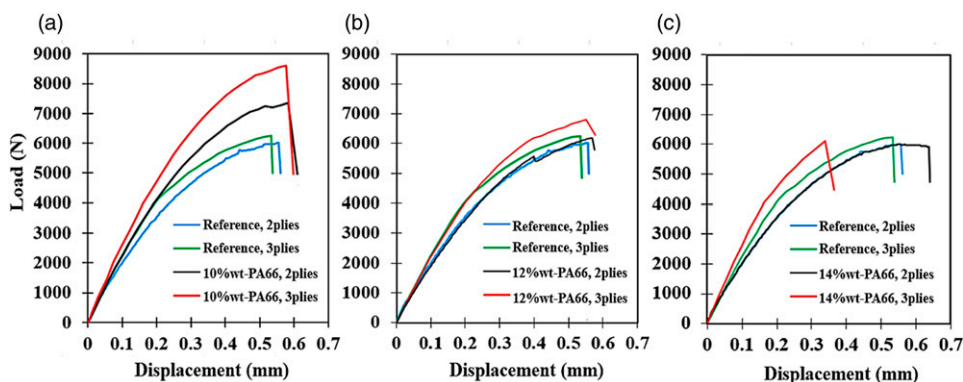 (a)
9000
8000
7000
6000
5000
4000
3000
2000
1000
0
Load (N)
Reference, 2plies
Reference, 3plies
10%wt-PA66, 2plies
10%wt-PA66, 3plies
0 0.1 0.2 0.3 0.4 0.5 0.6 0.7
Displacement (mm)
(b)
9000
8000
7000
6000
5000
4000
3000
2000
1000
0
Reference, 2plies
Reference, 3plies
12%wt-PA66, 2plies
12%wt-PA66, 3plies
0 0.1 0.2 0.3 0.4 0.5 0.6 0.7
Displacement (mm)
(c)
9000
8000
7000
6000
5000
4000
3000
2000
1000
0
Reference, 2plies
Reference, 3plies
14%wt-PA66, 2plies
14%wt-PA66, 3plies
0 0.1 0.2 0.3 0.4 0.5 0.6 0.7
Displacement (mm)